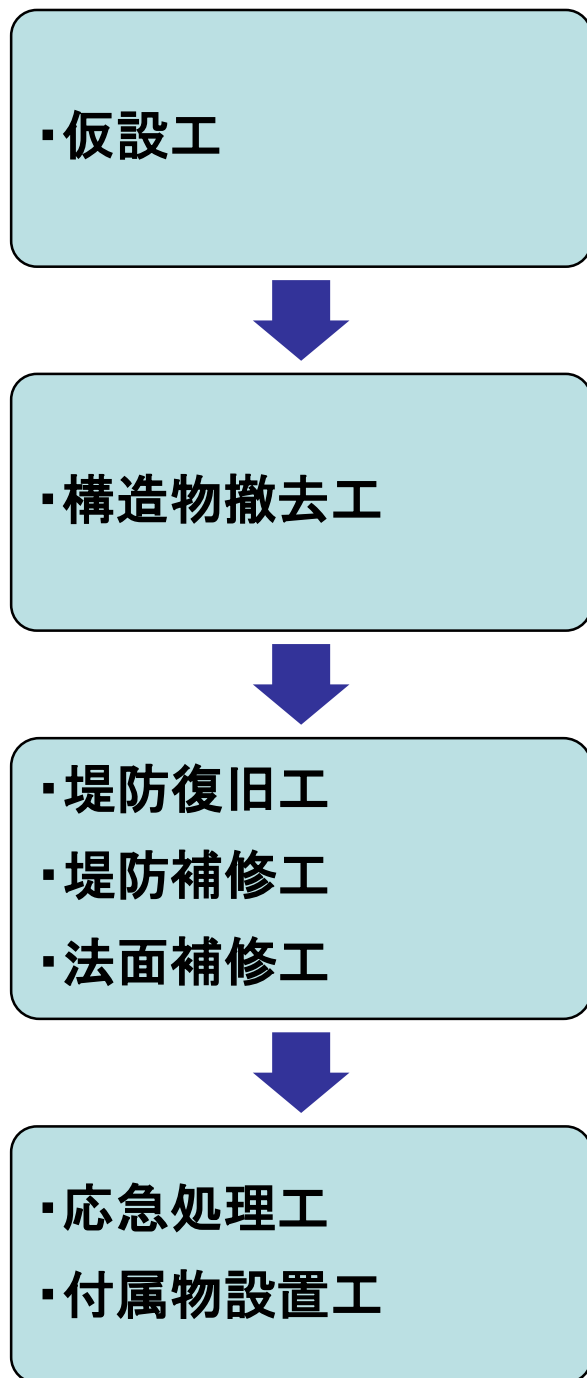 ・仮設工
・構造物撤去工
・堤防復旧工
・堤防補修工
・法面補修工
・応急処理工
・付属物設置工